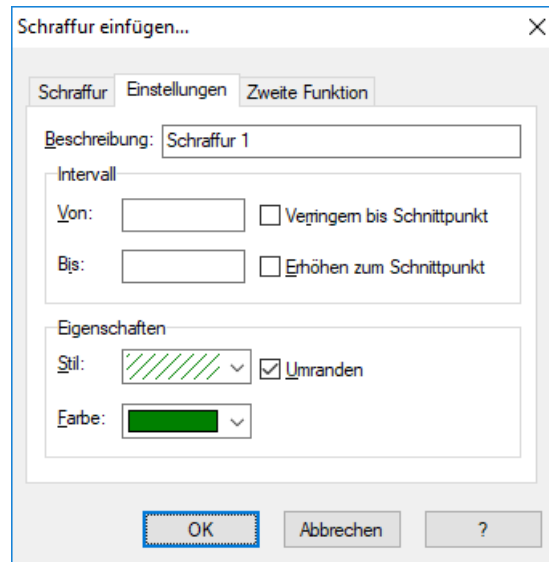 Schraffur einfügen...
Schraffur Einstellungen Zweite Funktion
Beschreibung: Schraffur 1
Intervall
Von: Verringern bis Schnittpunkt
Bis: Erhöhen zum Schnittpunkt
Eigenschaften
Stil: Umranden
Farbe:
OK Abbrechen ?